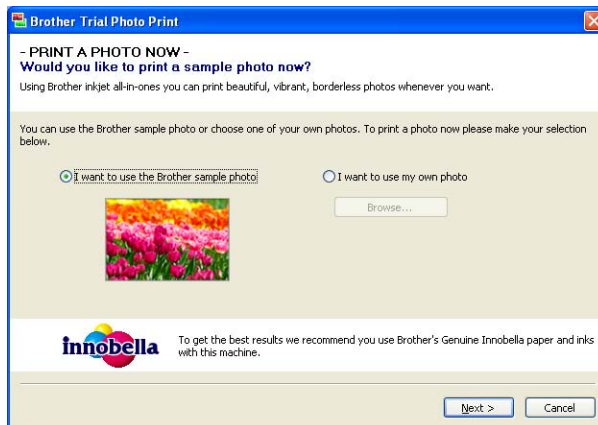 Brother Trial Photo Print
- PRINT A PHOTO NOW -
Would you like to print a sample photo now?
Using Brother inkjet all-in-ones you can print beautiful, vibrant, borderless photos whenever you want.
You can use the Brother sample photo or choose one of your own photos. To print a photo now please make your selection
below.
I want to use the Brother sample photo
I want to use my own photo
Browse...
innobella
To get the best results we recommend you use Brother's Genuine Innobella paper and inks
with this machine.
Next >
Cancel